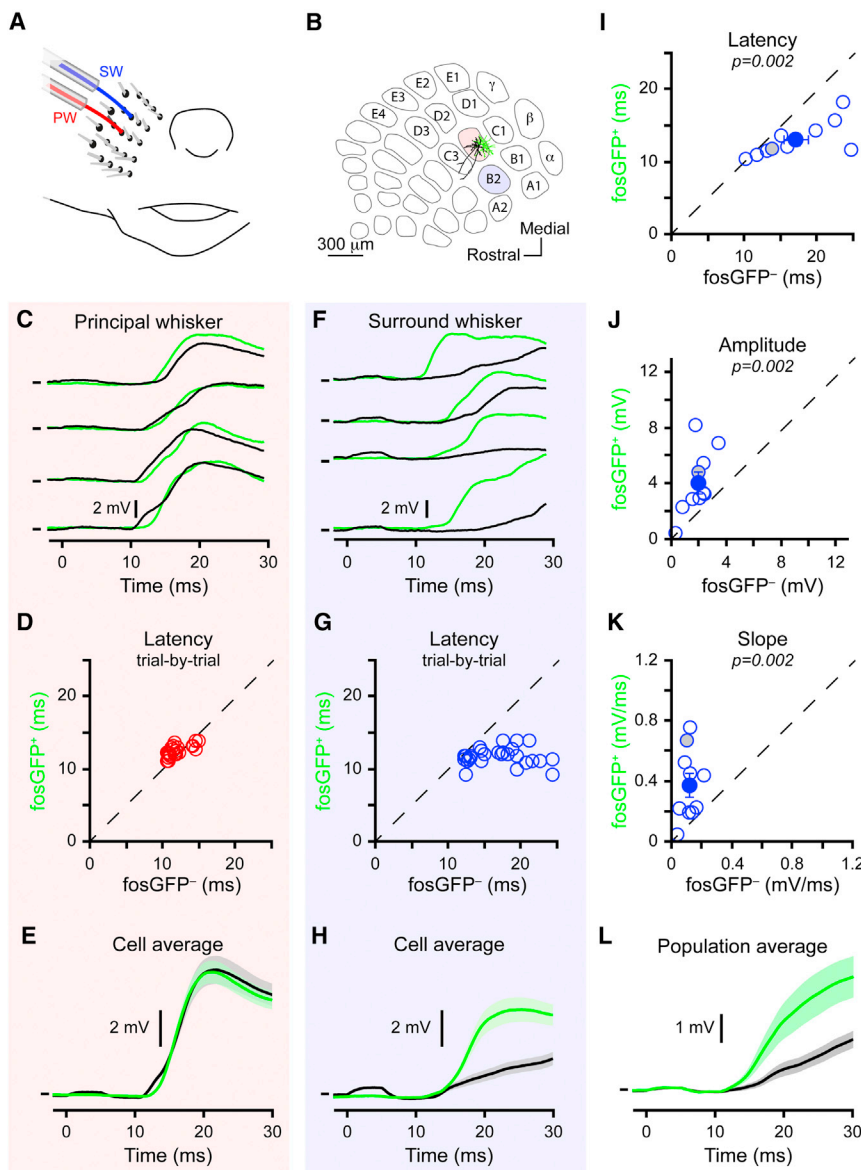 A
SW
PW
B
E1
E2
γ
E3
D1
E4
D2
β
D3
C1
C3
B1
α
B2
A1
A2
300 μm
Medial
Rostral
I
Latency
p=0.002
fosGFP⁺ (ms)
20
10
0
0 10 20
fosGFP⁻ (ms)
C
Principal whisker
2 mV
0 10 20 30
Time (ms)
F
Surround whisker
2 mV
0 10 20 30
Time (ms)
J
Amplitude
p=0.002
fosGFP⁺ (mV)
12
8
4
0
0 4 8 12
fosGFP⁻ (mV)
D
Latency
trial-by-trial
fosGFP⁺ (ms)
20
10
0
0 10 20
fosGFP⁻ (ms)
G
Latency
trial-by-trial
fosGFP⁺ (ms)
20
10
0
0 10 20
fosGFP⁻ (ms)
K
Slope
p=0.002
fosGFP⁺ (mV/ms)
1.2
0.8
0.4
0
0 0.4 0.8 1.2
fosGFP⁻ (mV/ms)
E
Cell average
2 mV
0 10 20 30
Time (ms)
H
Cell average
2 mV
0 10 20 30
Time (ms)
L
Population average
1 mV
0 10 20 30
Time (ms)